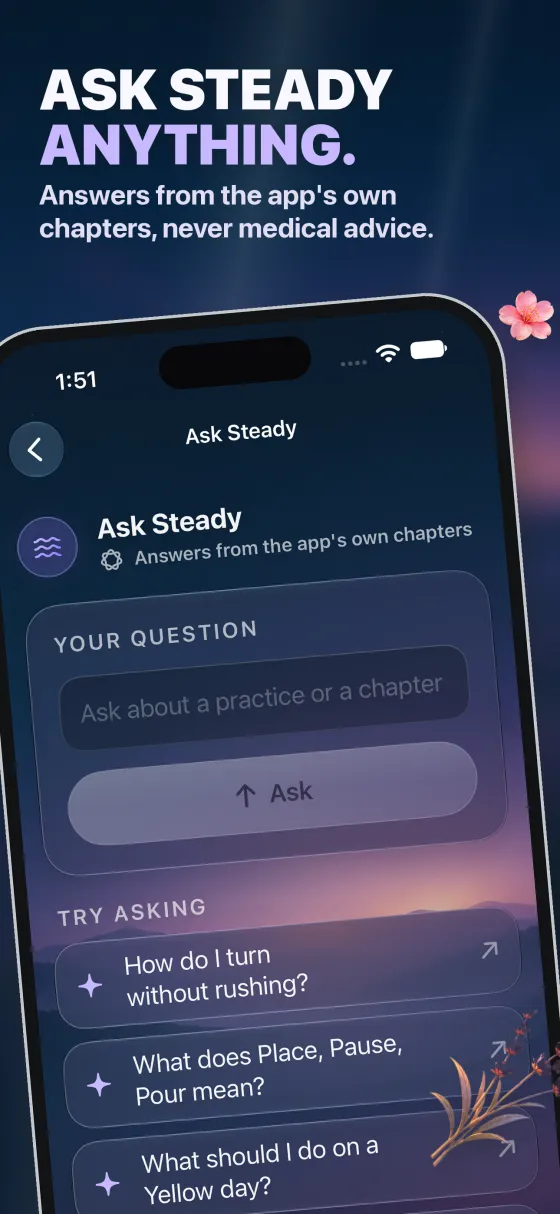 ASK STEADY
ANYTHING.
Answers from the app's own
chapters, never medical advice.
1:51
Ask Steady
Ask Steady
Answers from the app's own chapters
YOUR QUESTION
Ask about a practice or a chapter
Ask
TRY ASKING
How do I turn
without rushing?
What does Place, Pause,
Pour mean?
What should I do on a
Yellow day?